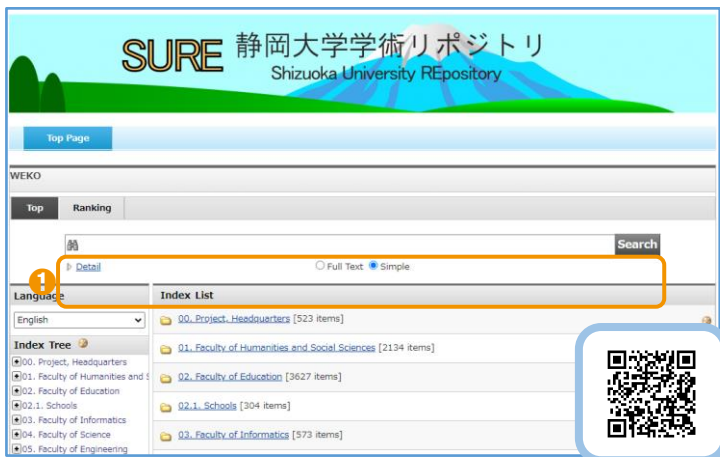 SURE 静岡大学学術リポジトリ
Shizuoka University REpository
Top Page
WEKO
Top Ranking
Search
Detail Full Text Simple
1
Language Index List
English
00. Project, Headquarters [523 items]
Index Tree
01. Faculty of Humanities and Social Sciences [2134 items]
00. Project, Headquarters
01. Faculty of Humanities and S
02. Faculty of Education [3627 items]
02. Faculty of Education
02.1. Schools
02.1. Schools [304 items]
03. Faculty of Informatics
04. Faculty of Science
03. Faculty of Informatics [573 items]
05. Faculty of Engineering